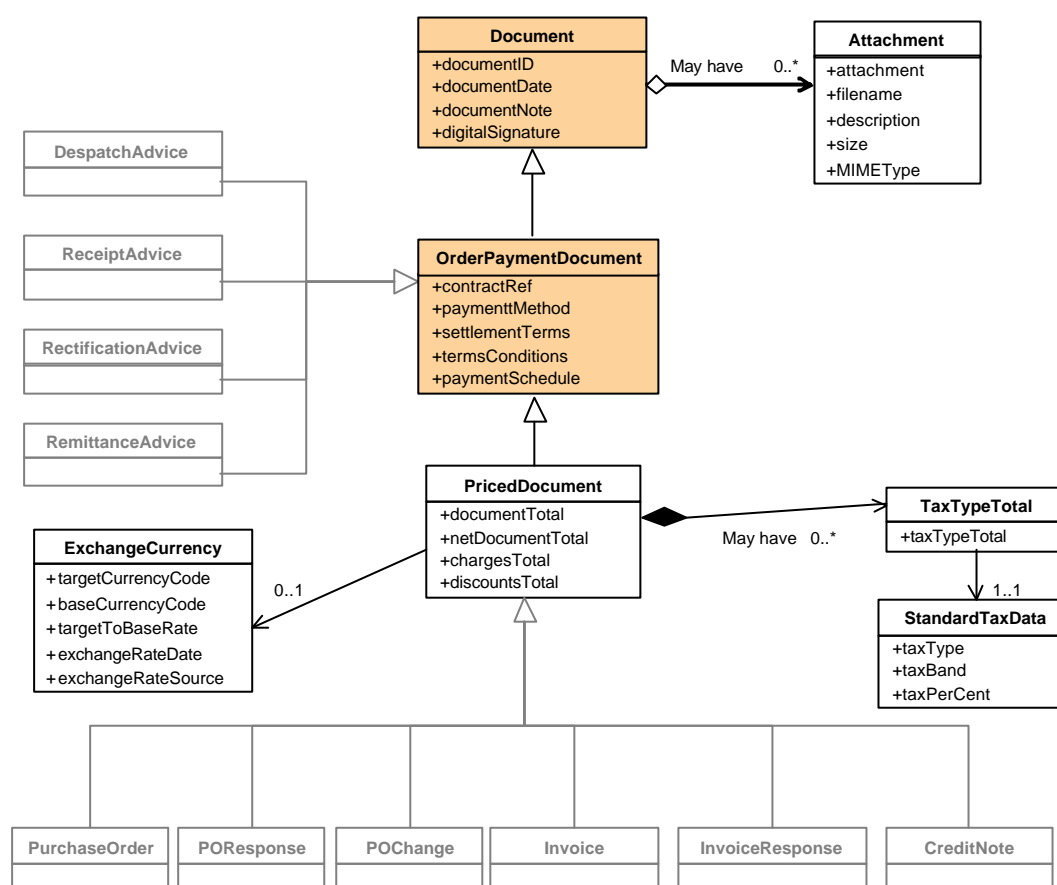 Document
+documentID
+documentDate
+documentNote
+digitalSignature
May have 0..*
Attachment
+attachment
+filename
+description
+size
+MIMEType
DespatchAdvice
ReceiptAdvice
RectificationAdvice
RemittanceAdvice
OrderPaymentDocument
+contractRef
+paymenttMethod
+settlementTerms
+termsConditions
+paymentSchedule
PricedDocument
+documentTotal
+netDocumentTotal
+chargesTotal
+discountsTotal
May have 0..*
TaxTypeTotal
+taxTypeTotal
1..1
StandardTaxData
+taxType
+taxBand
+taxPerCent
ExchangeCurrency
+targetCurrencyCode
+baseCurrencyCode
+targetToBaseRate
+exchangeRateDate
+exchangeRateSource
0..1
PurchaseOrder
POResponse
POChange
Invoice
InvoiceResponse
CreditNote